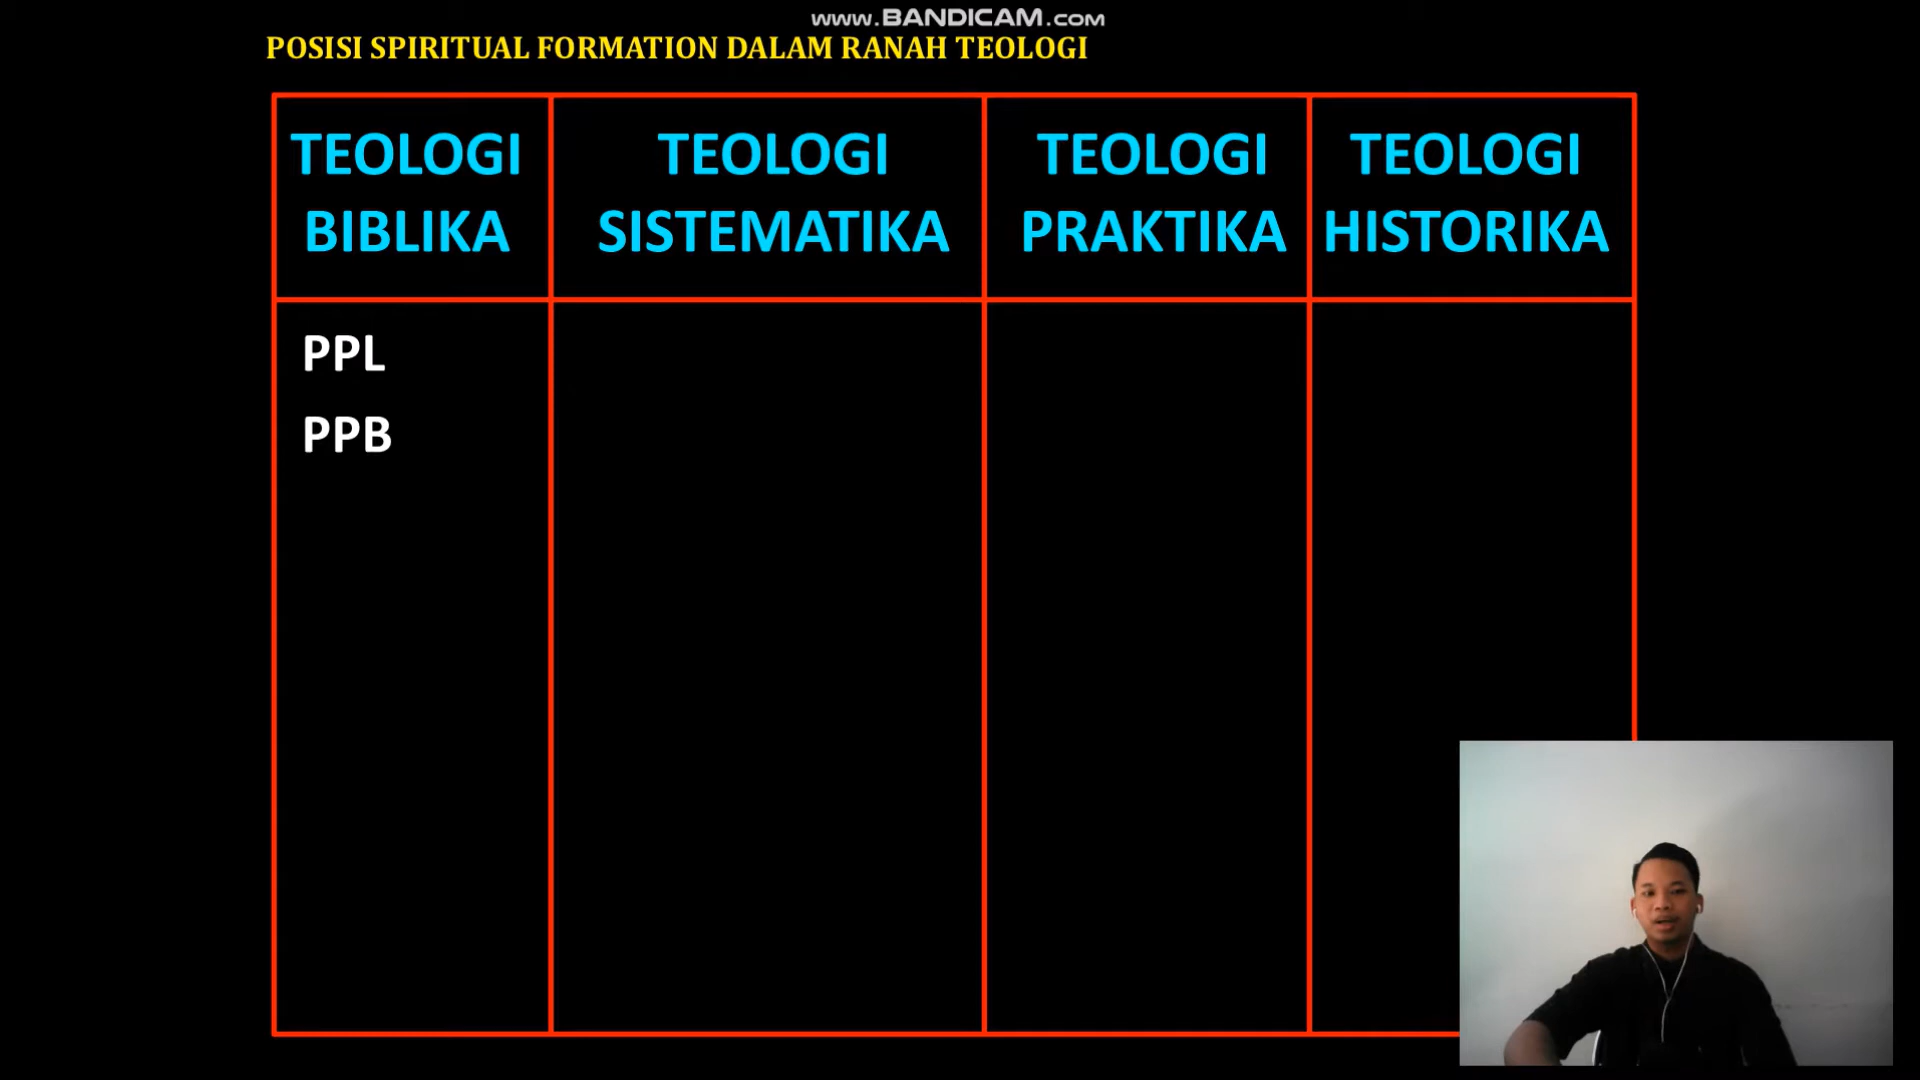 www.BANDICAM.com
POSISI SPIRITUAL FORMATION DALAM RANAH TEOLOGI
TEOLOGI
BIBLIKA
TEOLOGI
SISTEMATIKA
TEOLOGI
PRAKTIKA
TEOLOGI
HISTORIKA
PPL
PPB